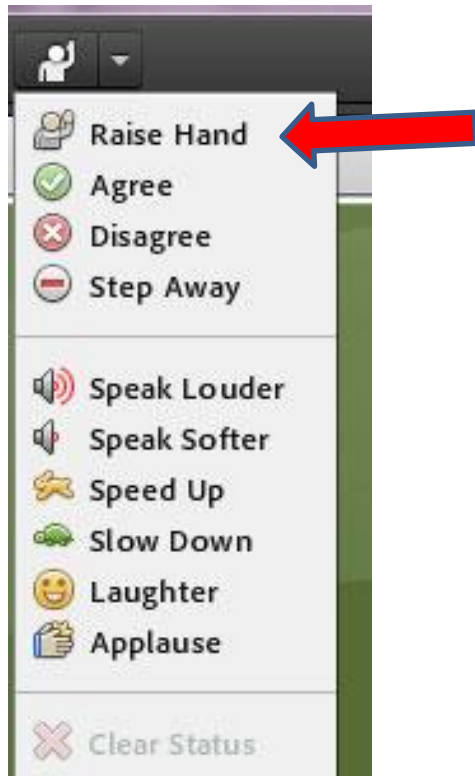 Raise Hand
Agree
Disagree
Step Away
Speak Louder
Speak Softer
Speed Up
Slow Down
Laughter
Applause
Clear Status